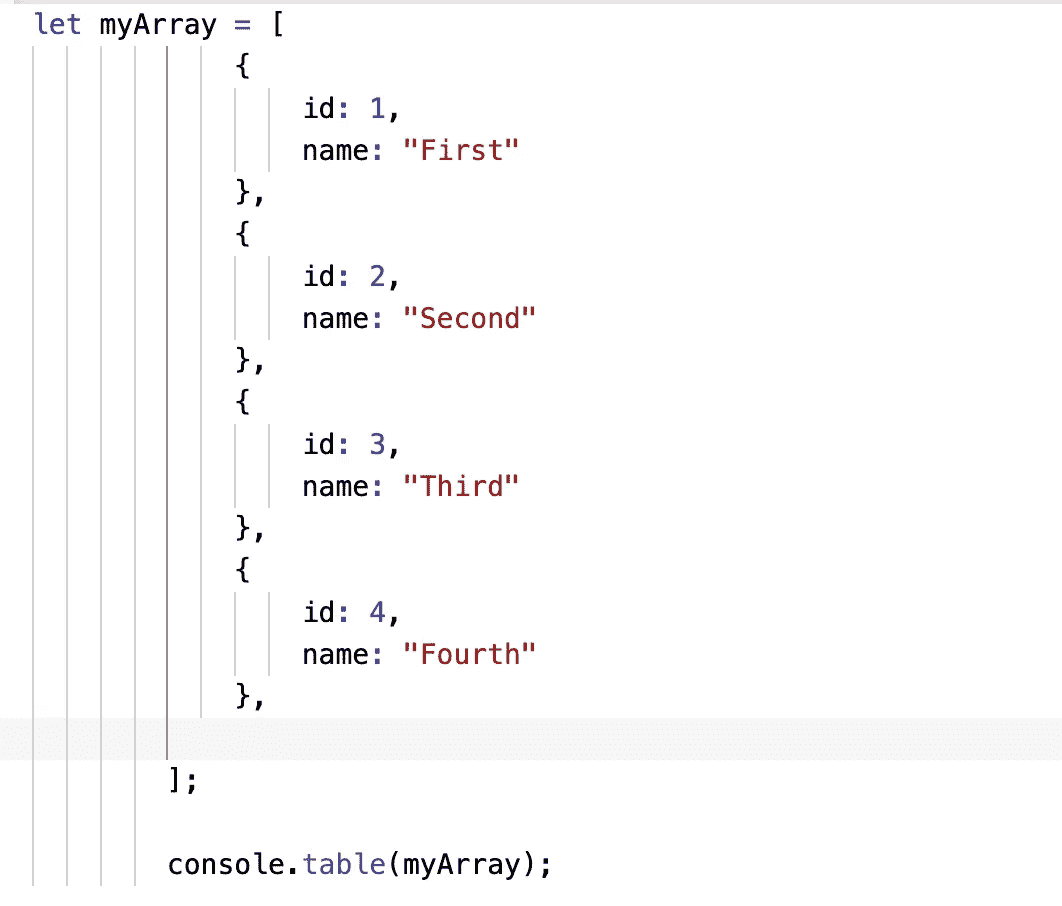 let myArray = [
{
id: 1,
name: "First"
},
{
id: 2,
name: "Second"
},
{
id: 3,
name: "Third"
},
{
id: 4,
name: "Fourth"
},
];
console.table(myArray);